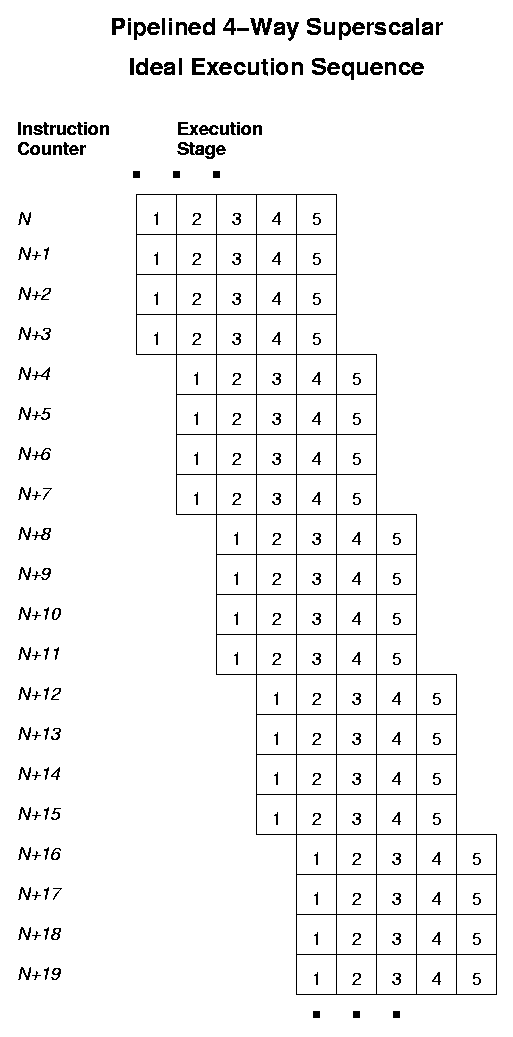 Pipelined 4–Way Superscalar
Ideal Execution Sequence
Instruction Execution
Counter Stage
N 1 2 3 4 5
N+1 1 2 3 4 5
N+2 1 2 3 4 5
N+3 1 2 3 4 5
N+4 1 2 3 4 5
N+5 1 2 3 4 5
N+6 1 2 3 4 5
N+7 1 2 3 4 5
N+8 1 2 3 4 5
N+9 1 2 3 4 5
N+10 1 2 3 4 5
N+11 1 2 3 4 5
N+12 1 2 3 4 5
N+13 1 2 3 4 5
N+14 1 2 3 4 5
N+15 1 2 3 4 5
N+16 1 2 3 4 5
N+17 1 2 3 4 5
N+18 1 2 3 4 5
N+19 1 2 3 4 5